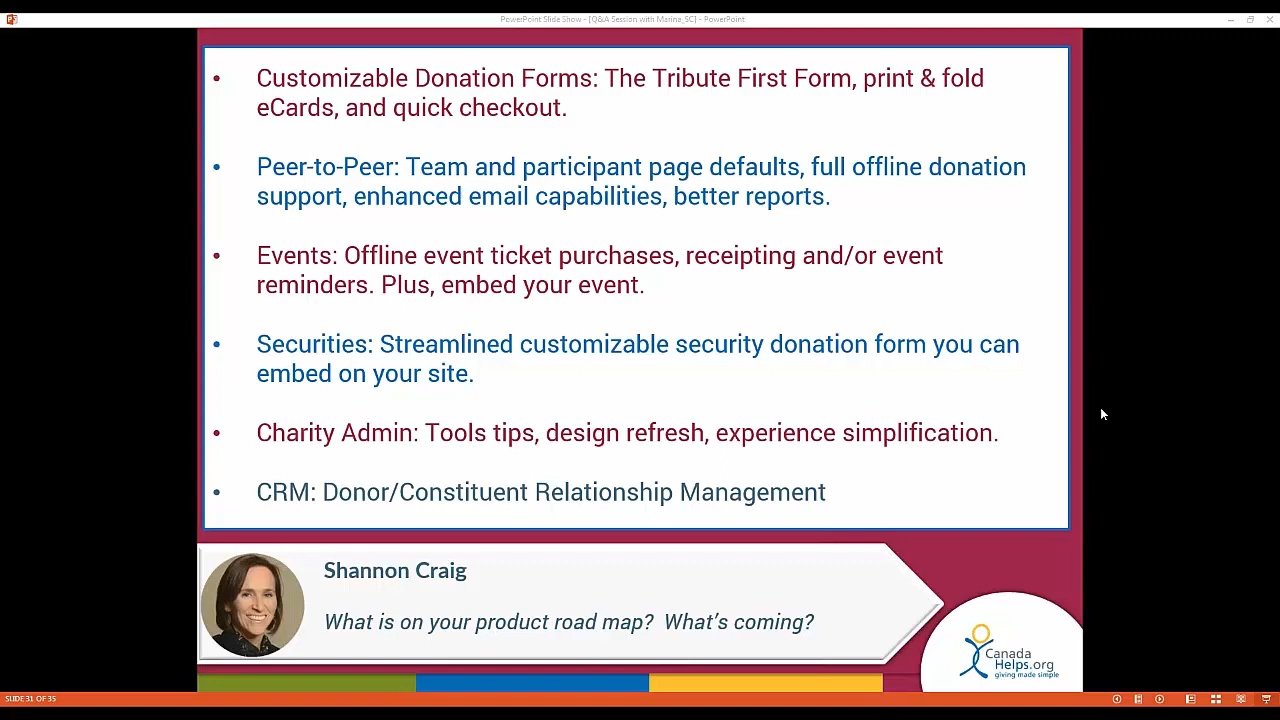 PowerPoint Slide Show - [Q&A Session with Marina_SC] - PowerPoint
• Customizable Donation Forms: The Tribute First Form, print & fold
eCards, and quick checkout.
• Peer-to-Peer: Team and participant page defaults, full offline donation
support, enhanced email capabilities, better reports.
• Events: Offline event ticket purchases, receipting and/or event
reminders. Plus, embed your event.
• Securities: Streamlined customizable security donation form you can
embed on your site.
• Charity Admin: Tools tips, design refresh, experience simplification.
• CRM: Donor/Constituent Relationship Management
Shannon Craig
What is on your product road map? What's coming?
Canada
Helps.org
giving made simple
SLIDE 31 OF 35